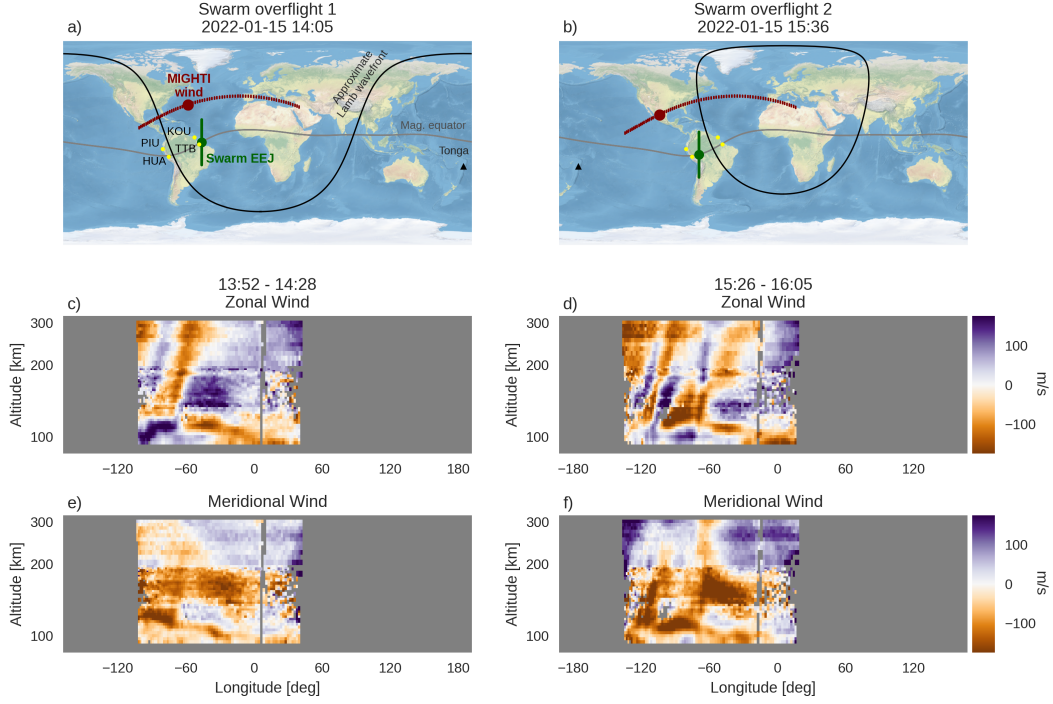 Swarm overflight 1
2022-01-15 14:05
a)
MIGHTI
wind
Approximate
Lamb wavefront
KOU
PIU
TTB
HUA
Swarm EEJ
Mag. equator
Tonga
Swarm overflight 2
2022-01-15 15:36
b)
13:52 - 14:28
Zonal Wind
c)
Altitude [km]
300
200
100
−120 −60 0 60 120 180
15:26 - 16:05
Zonal Wind
d)
Altitude [km]
300
200
100
−180 −120 −60 0 60 120
100
0
−100
m/s
Meridional Wind
e)
Altitude [km]
300
200
100
−120 −60 0 60 120 180
Longitude [deg]
Meridional Wind
f)
Altitude [km]
300
200
100
−180 −120 −60 0 60 120
Longitude [deg]
100
0
−100
m/s